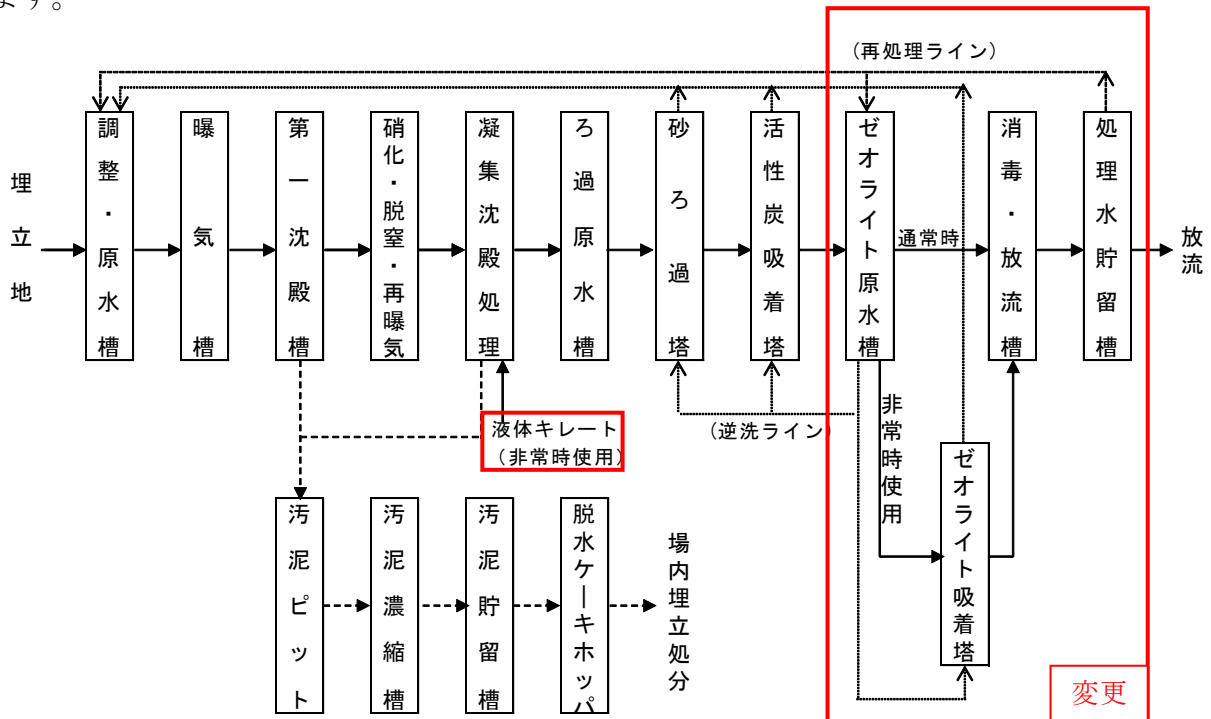 ます。
（再処理ライン）
埋立地
調整・原水槽
曝気槽
第一沈殿槽
硝化・脱窒・再曝気
凝集沈殿処理
ろ過原水槽
砂ろ過塔
活性炭吸着塔
ゼオライト原水槽
通常時
消毒・放流槽
処理水貯留槽
放流
液体キレート
（非常時使用）
（逆洗ライン）
非常時使用
ゼオライト吸着塔
汚泥ピット
汚泥濃縮槽
汚泥貯留槽
脱水ケーキホッパ
場内埋立処分
変更